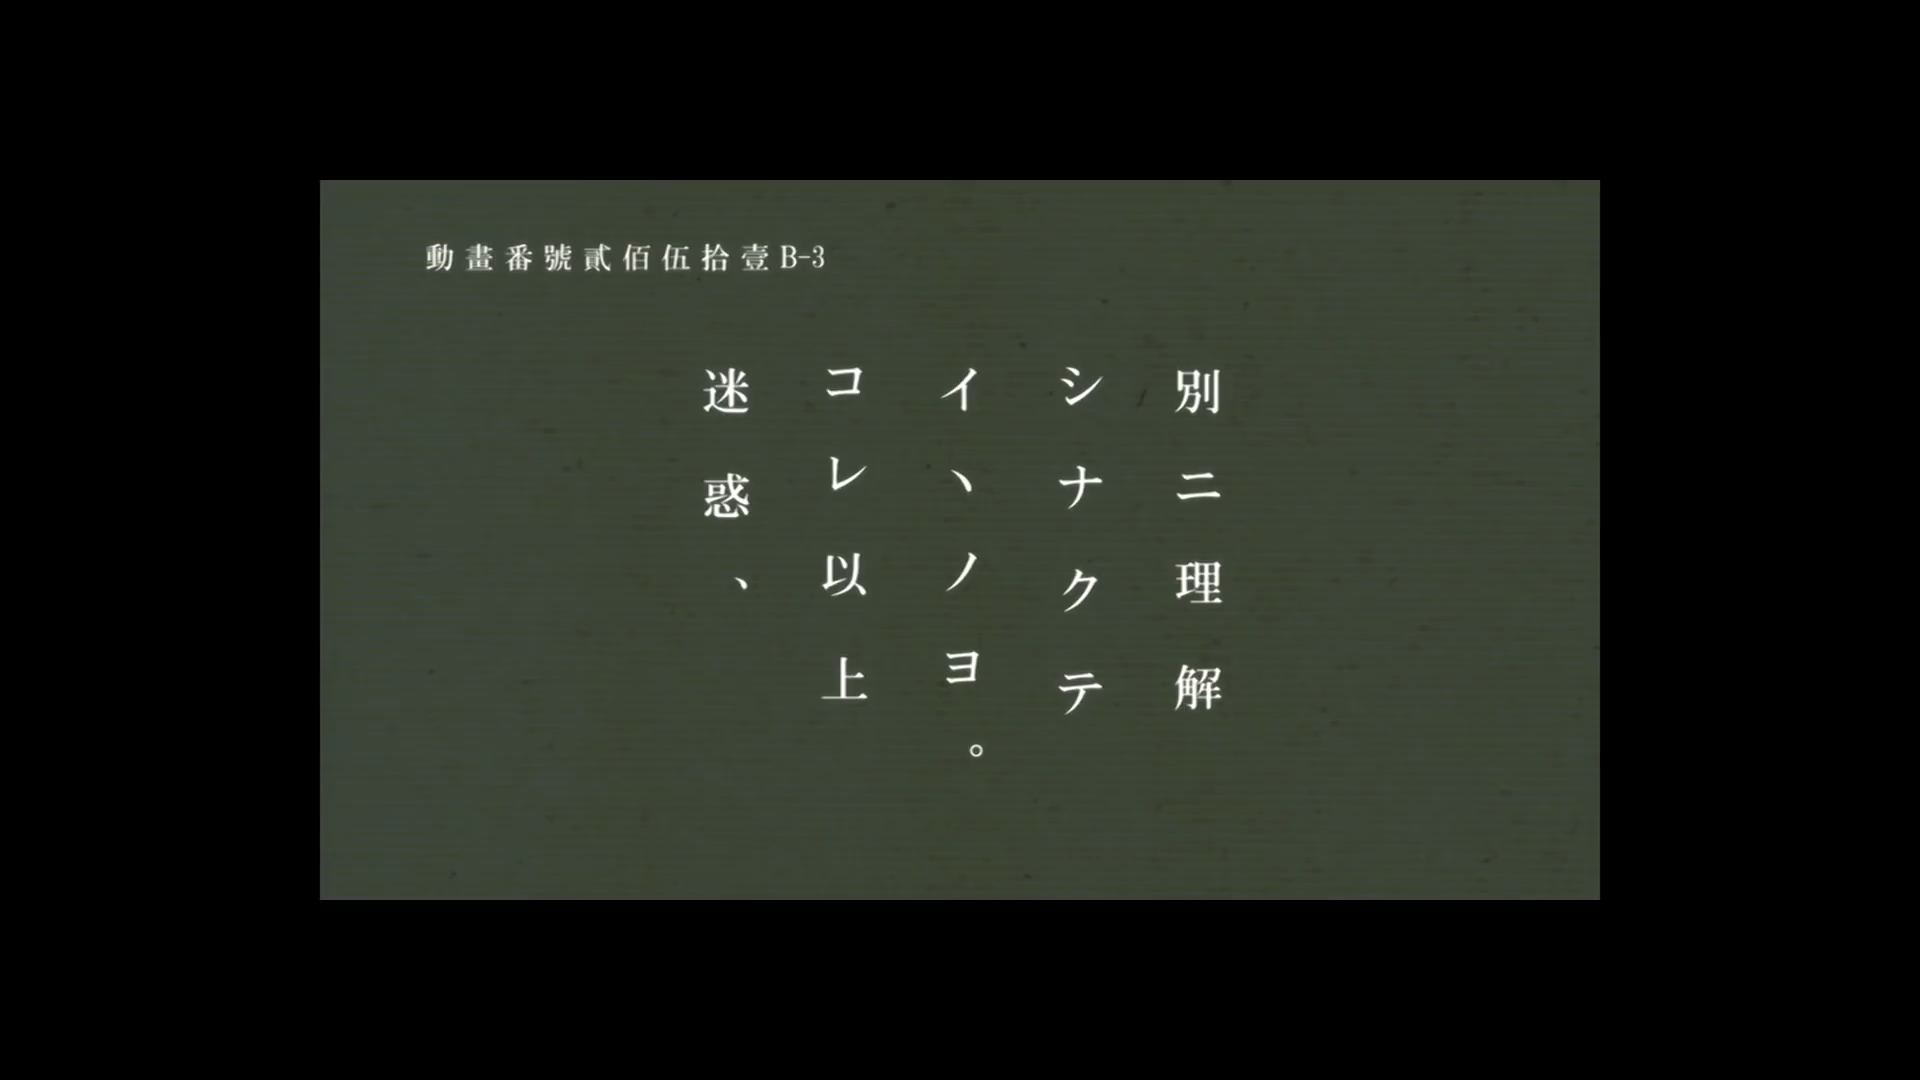 動畫番號貳佰伍拾壹B-3
別ニ理解
シナクテ
イヽノヨ。
コレ以上
迷惑、